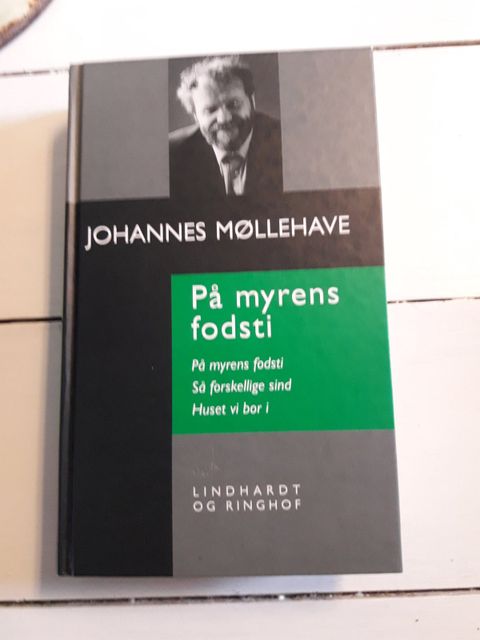 JOHANNES MØLLEHAVE
På myrens
fodsti
På myrens fodsti
Så forskellige sind
Huset vi bor i
LINDHARDT
OG RINGHOF